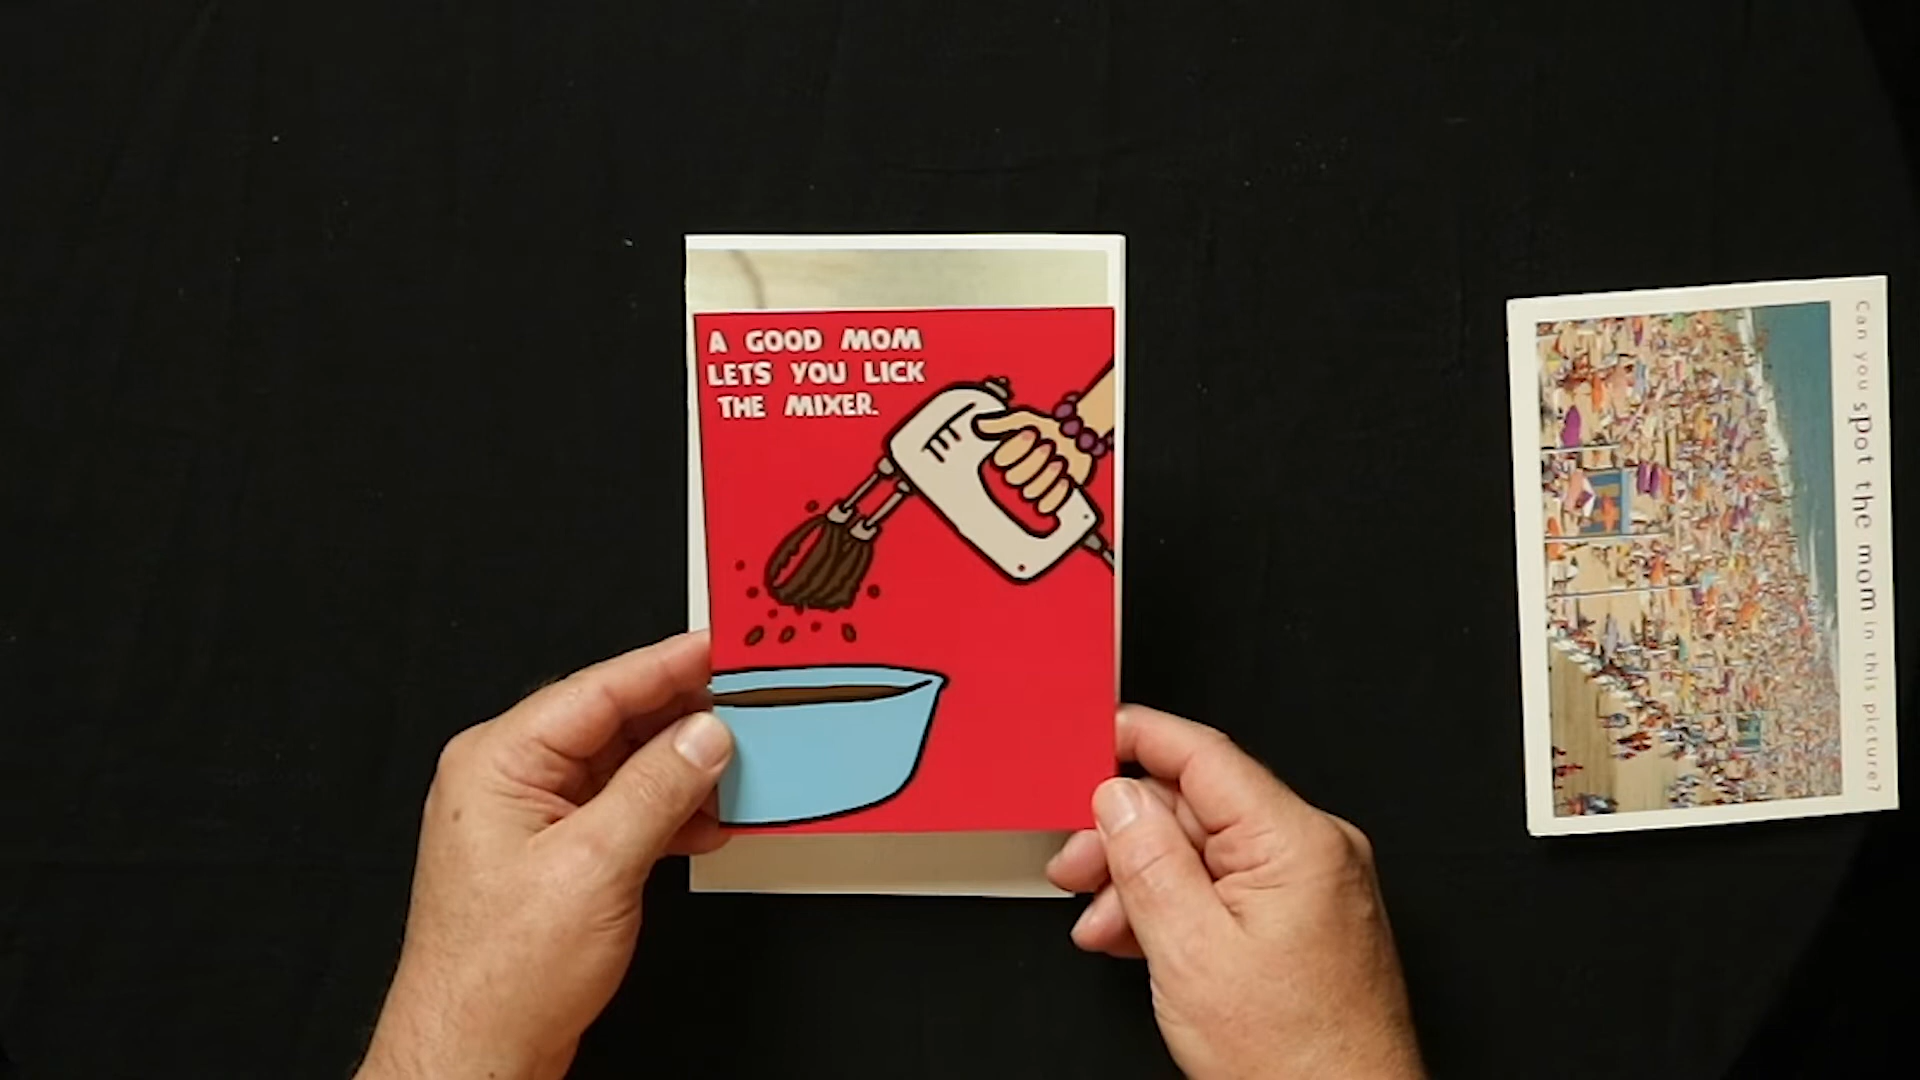 A GOOD MOM
LETS YOU LICK
THE MIXER.
Can you spot the mom in this picture?